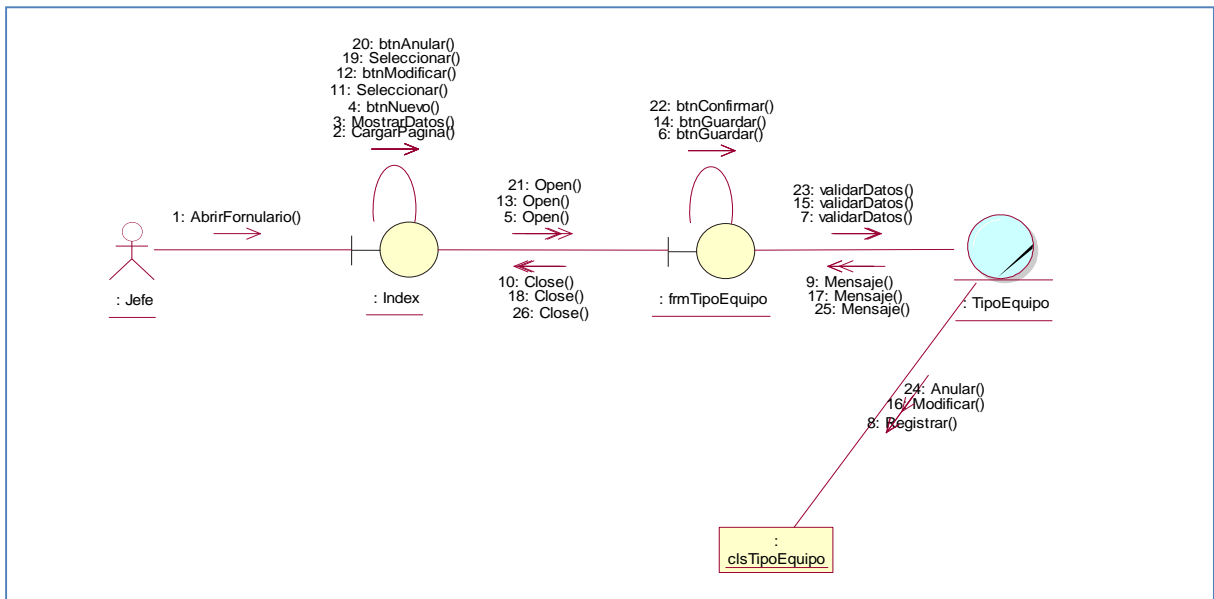 20: btnAnular()
19: Seleccionar()
12: btnModificar()
11: Seleccionar()
4: btnNuevo()
3: MostrarDatos()
2: CargarPagina()
22: btnConfirmar()
14: btnGuardar()
6: btnGuardar()
21: Open()
13: Open()
5: Open()
23: validarDatos()
15: validarDatos()
7: validarDatos()
1: AbrirFornulario()
10: Close()
18: Close()
26: Close()
9: Mensaje()
17: Mensaje()
25: Mensaje()
: Jefe
: Index
: frmTipoEquipo
: TipoEquipo
24: Anular()
16: Modificar()
8: Registrar()
:
clsTipoEquipo